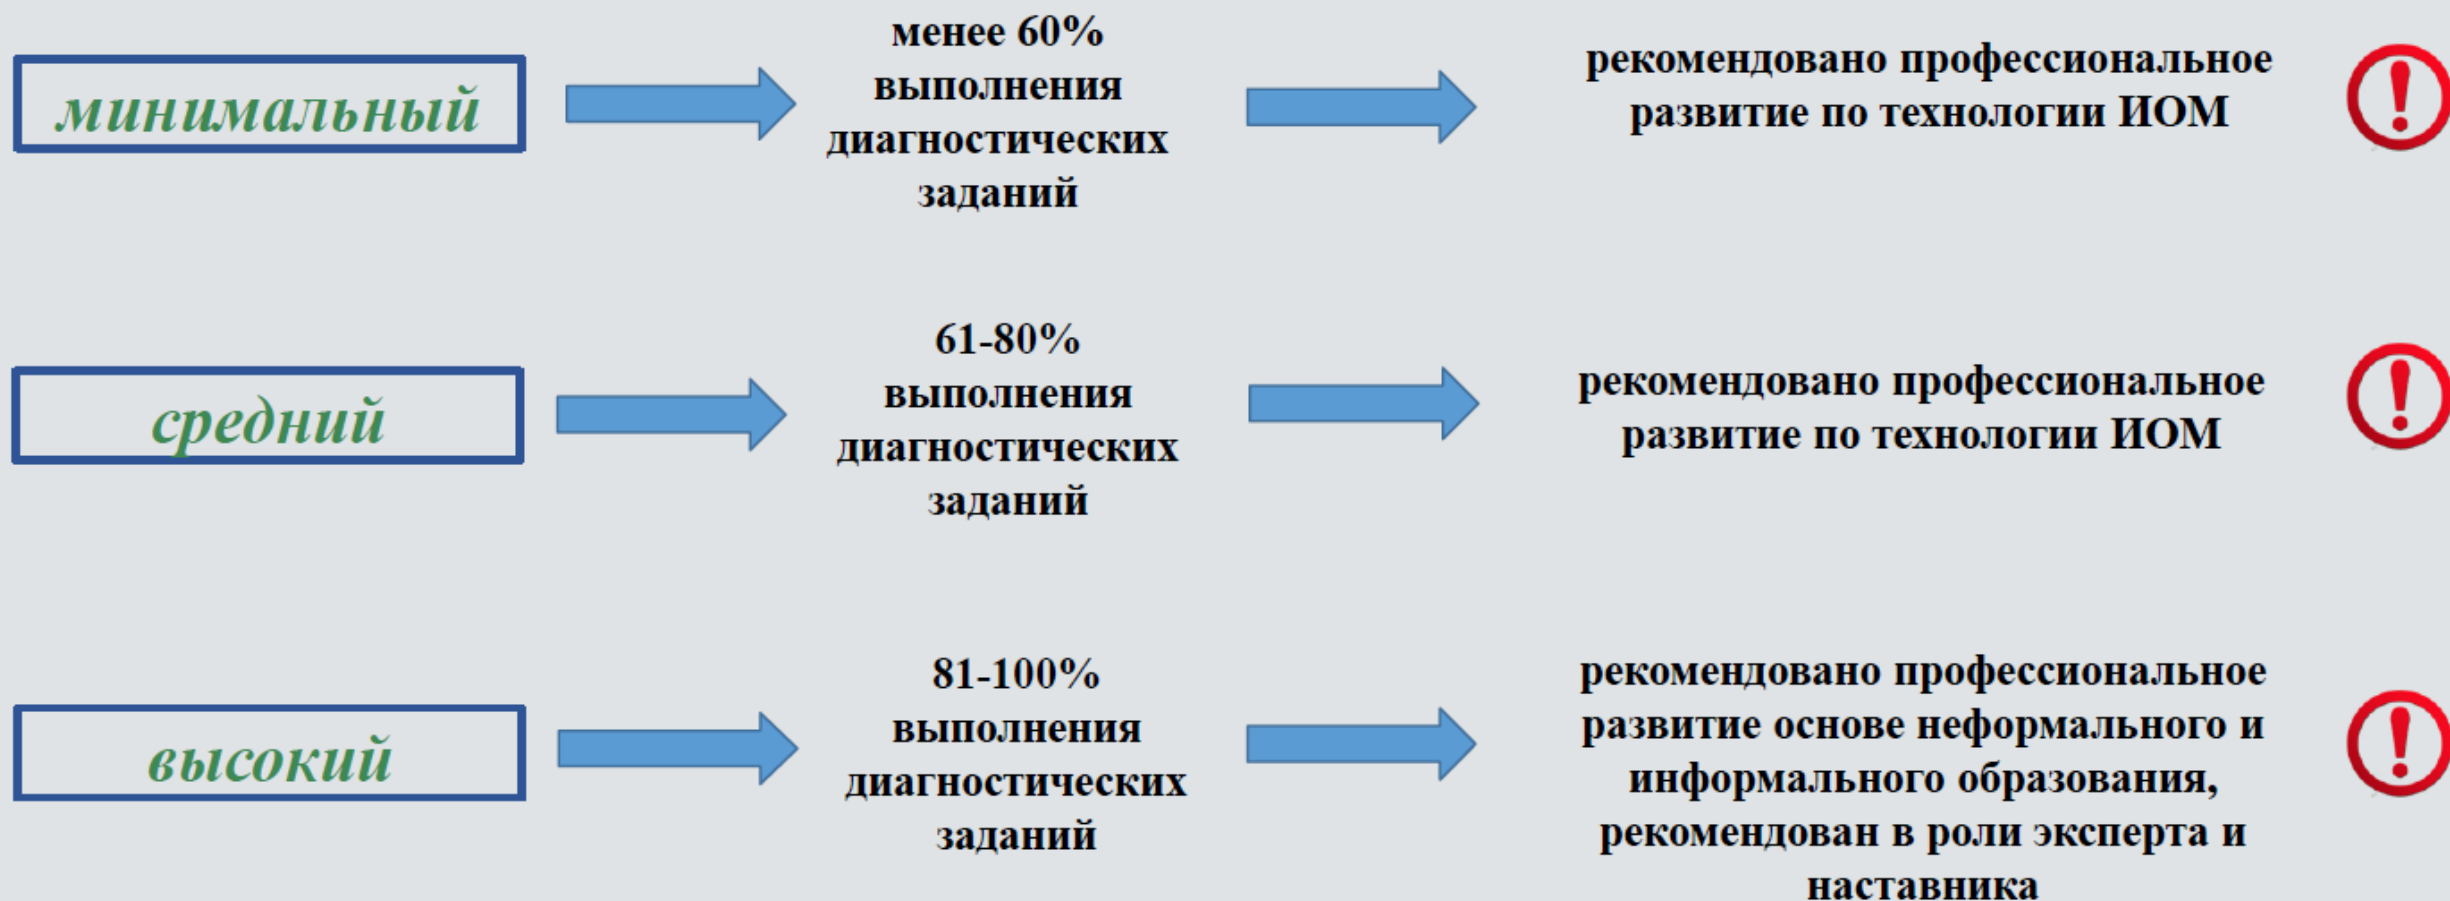 минимальный
менее 60%
выполнения
диагностических
заданий
рекомендовано профессиональное
развитие по технологии ИОМ
средний
61-80%
выполнения
диагностических
заданий
рекомендовано профессиональное
развитие по технологии ИОМ
высокий
81-100%
выполнения
диагностических
заданий
рекомендовано профессиональное
развитие основе неформального и
информального образования,
рекомендован в роли эксперта и
наставника